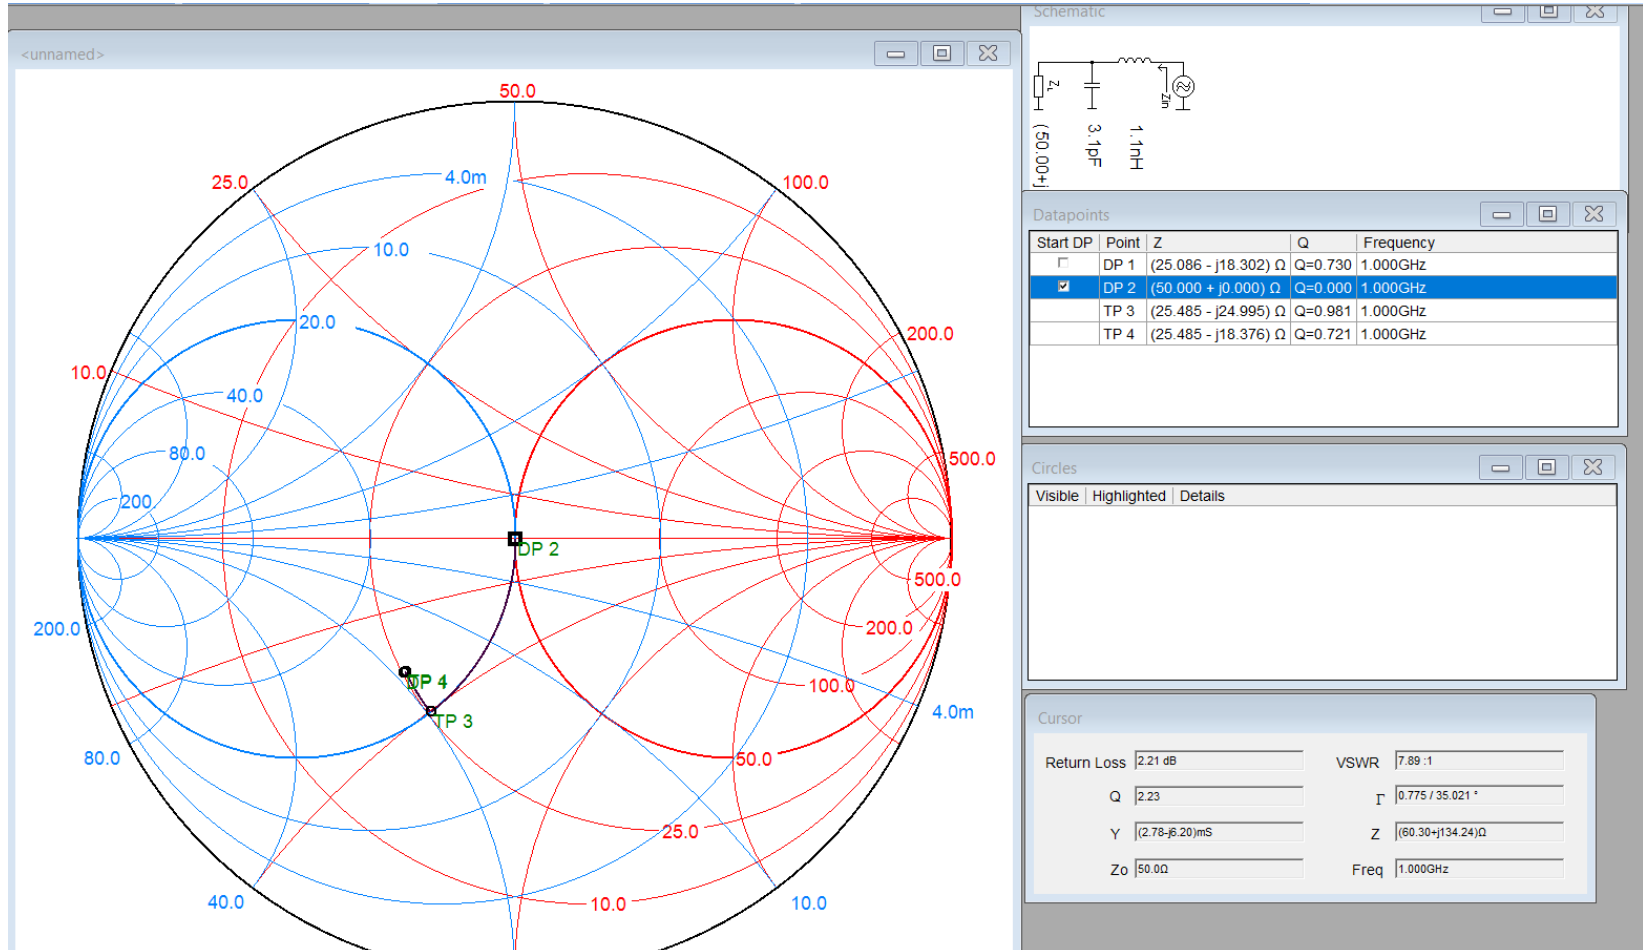 Schematic
<unnamed>
50.0
25.0
4.0m
100.0
10.0
20.0
200.0
10.0
40.0
80.0
500.0
200
DP 2
500.0
200.0
200.0
DP 4
100.0
TP 3
4.0m
80.0
50.0
25.0
40.0
10.0
10.0
ZL
Zin
(50.00+j
3.1pF
1.1nH
Datapoints
Start DP Point Z Q Frequency
DP 1 (25.086 - j18.302) Ω Q=0.730 1.000GHz
DP 2 (50.000 + j0.000) Ω Q=0.000 1.000GHz
TP 3 (25.485 - j24.995) Ω Q=0.981 1.000GHz
TP 4 (25.485 - j18.376) Ω Q=0.721 1.000GHz
Circles
Visible Highlighted Details
Cursor
Return Loss 2.21 dB VSWR 7.89 :1
Q 2.23 Γ 0.775 / 35.021 °
Y (2.78-j6.20)mS Z (60.30+j134.24)Ω
Zo 50.0Ω Freq 1.000GHz